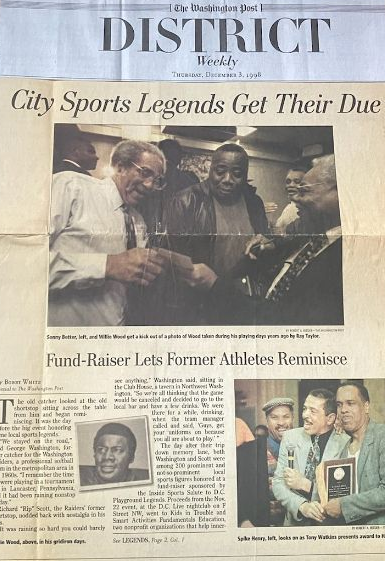 [ The Washington Post ]
DISTRICT
Weekly
THURSDAY, DECEMBER 3, 1998
City Sports Legends Get Their Due
Sonny Better, left, and Willie Wood get a kick out of a photo of Wood taken during his playing days years ago by Ray Taylor.
Fund-Raiser Lets Former Athletes Reminisce
The Washington Post
The old catcher looked at the old
shortstop sitting across the table
from him and began remi-
niscing. It was the day
fore the big event honoring
me local sports legends.
"We stayed on the road,"
d George Washington, for-
r catcher for the Washington
iders, a professional softball
m in the metropolitan area in
1960s. "I remember the time
were playing in a tournament
in Lancaster, Pennsylvania,
it had been raining nonstop
days."
Richard "Rip" Scott, the Raiders' former
ortstop, nodded back with nostalgia in his
It was raining so hard you could barely
lie Wood, above, in his gridiron days.
see anything," Washington said, sitting in
the Club House, a tavern in Northwest Wash-
ington. "So we're all thinking that the game
would be canceled and decided to go to the
local bar and have a few drinks. We were
there for a while, drinking,
when the team manager
called and said, 'Guys,
get your uniforms on because
you all are about to play.' "
The day after their trip
down memory lane, both
Washington and Scott were
among 200 prominent and
not-so-prominent local
sports figures honored at a
fund-raiser sponsored by
the Inside Sports Salute to D.C.
Playground Legends. Proceeds from the Nov.
22 event, at the D.C. Live nightclub on F
Street NW, went to Kids in Trouble and
Smart Activities Fundamentals Education,
two nonprofit organizations that help inner-
See LEGENDS, Page 2, Col. 1
Spike Henry, left, looks on as Tony Watkins presents award to